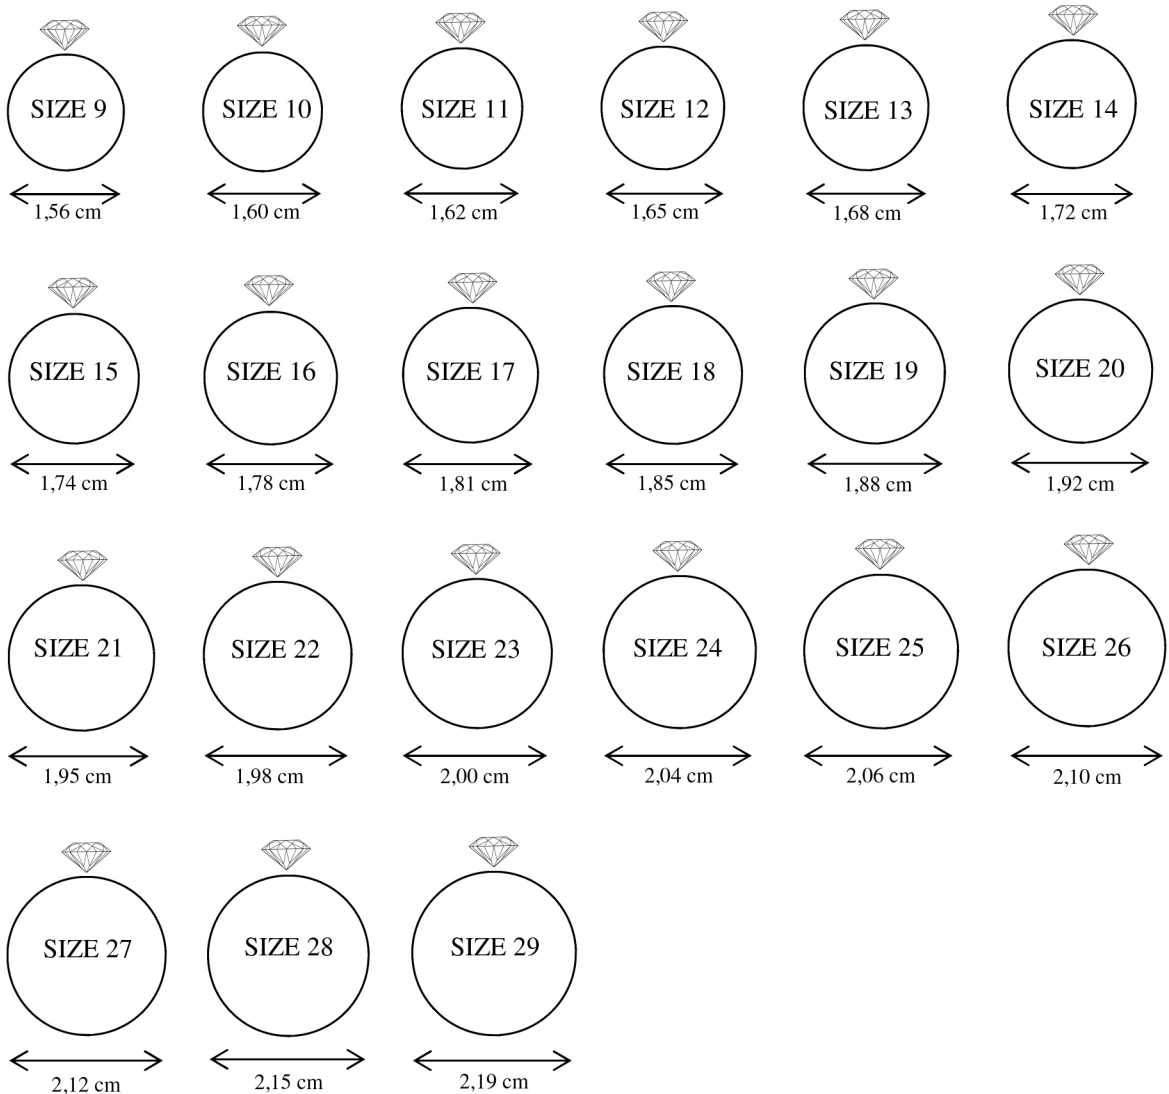 SIZE 9
SIZE 10
SIZE 11
SIZE 12
SIZE 13
SIZE 14
1,56 cm
1,60 cm
1,62 cm
1,65 cm
1,68 cm
1,72 cm
SIZE 15
SIZE 16
SIZE 17
SIZE 18
SIZE 19
SIZE 20
1,74 cm
1,78 cm
1,81 cm
1,85 cm
1,88 cm
1,92 cm
SIZE 21
SIZE 22
SIZE 23
SIZE 24
SIZE 25
SIZE 26
1,95 cm
1,98 cm
2,00 cm
2,04 cm
2,06 cm
2,10 cm
SIZE 27
SIZE 28
SIZE 29
2,12 cm
2,15 cm
2,19 cm